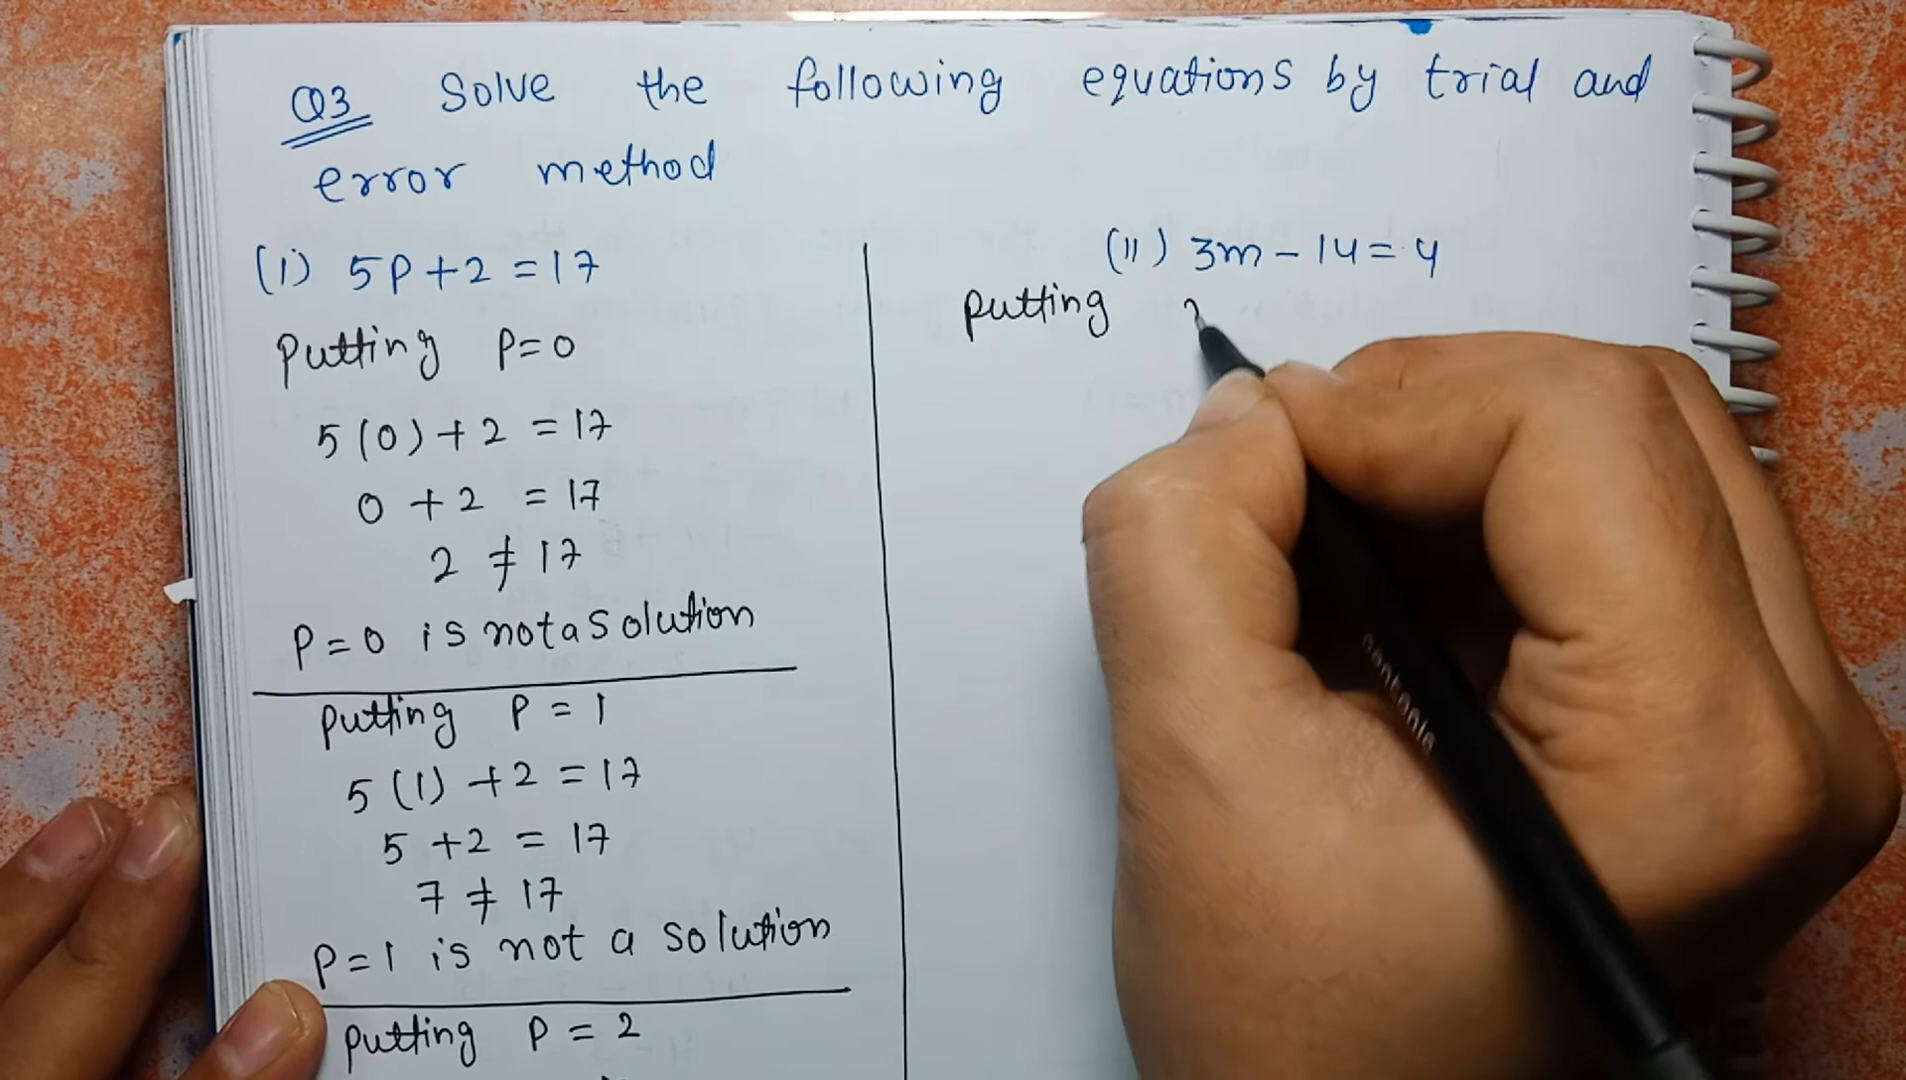 Q3 Solve the following equations by trial and
error method
(i) 5p+2=17
Putting p=0
5(0)+2=17
0+2=17
2≠17
P=0 is not a solution
Putting P=1
5(1)+2=17
5+2=17
7≠17
P=1 is not a solution
Putting P=2
(ii) 3m-14=4
Putting